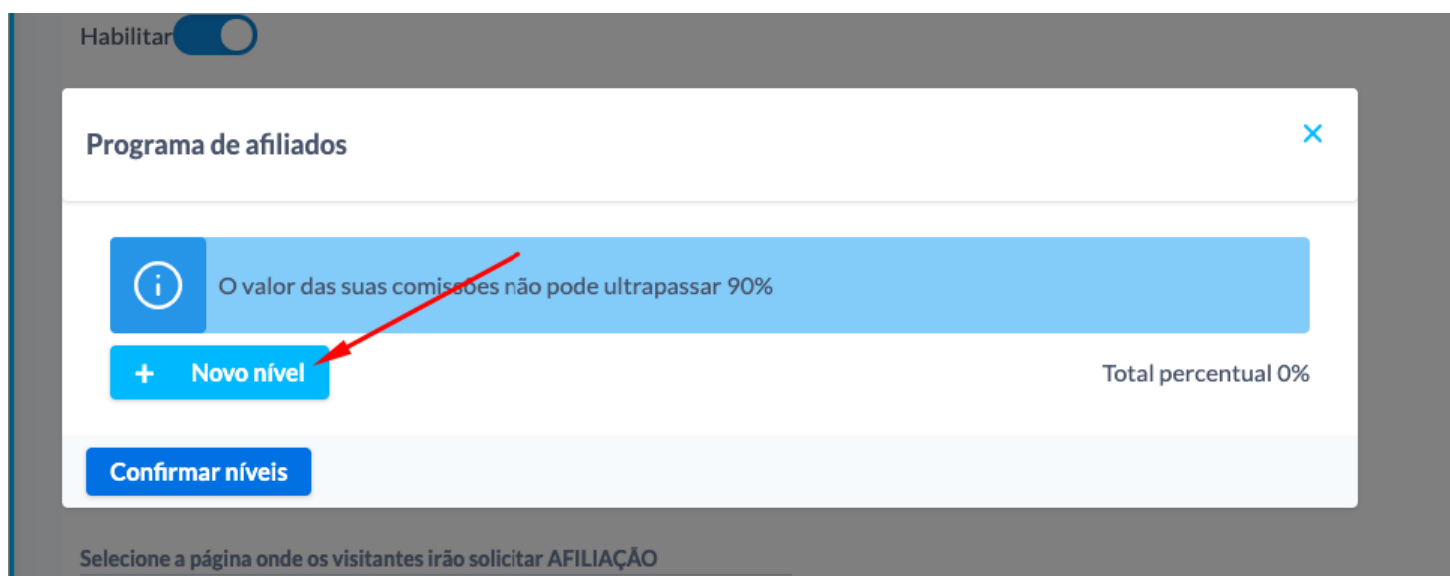 Habilitar
Programa de afiliados
O valor das suas comissões não pode ultrapassar 90%
+ Novo nível
Total percentual 0%
Confirmar níveis
Selecione a página onde os visitantes irão solicitar AFILIAÇÃO